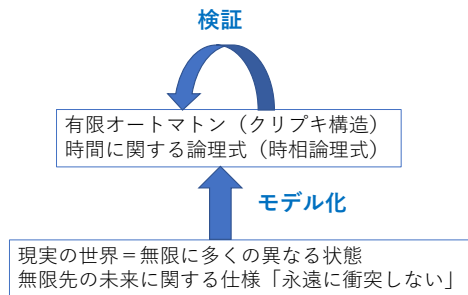 検証
有限オートマトン（クリプキ構造）
時間に関する論理式（時相論理式）
モデル化
現実の世界＝無限に多くの異なる状態
無限先の未来に関する仕様「永遠に衝突しない」